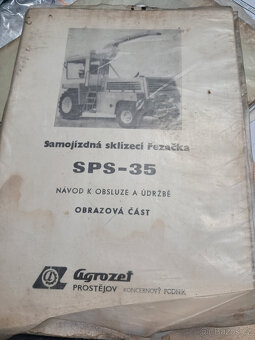 Samojízdná sklízecí řezačka
SPS-35
NÁVOD K OBSLUZE A ÚDRŽBĚ
OBRAZOVÁ ČÁST
agrozet
PROSTĚJOV KONCERNOVÝ PODNIK